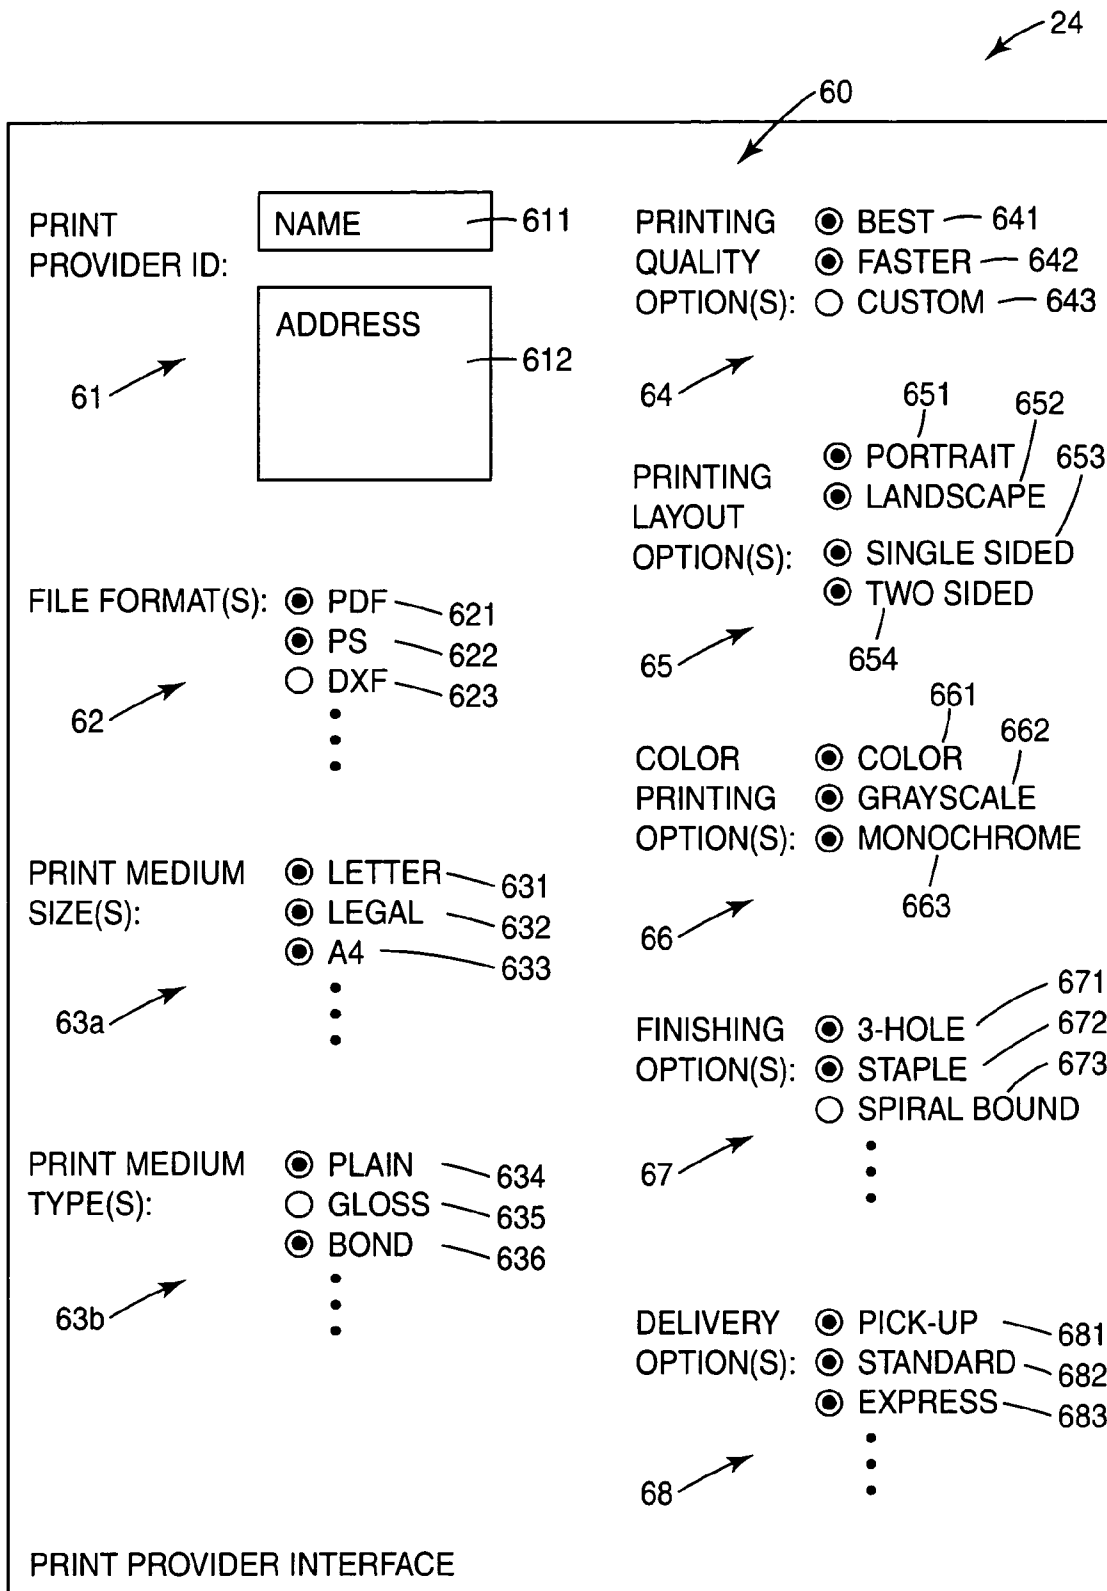 24
60
PRINT
PROVIDER ID:
NAME
611
ADDRESS
612
61
FILE FORMAT(S):
PDF
621
PS
622
DXF
623
62
PRINT MEDIUM
SIZE(S):
LETTER
631
LEGAL
632
A4
633
63a
PRINT MEDIUM
TYPE(S):
PLAIN
634
GLOSS
635
BOND
636
63b
PRINTING
QUALITY
OPTION(S):
BEST
641
FASTER
642
CUSTOM
643
64
651
652
653
PRINTING
LAYOUT
OPTION(S):
PORTRAIT
LANDSCAPE
SINGLE SIDED
TWO SIDED
654
65
661
662
COLOR
PRINTING
OPTION(S):
COLOR
GRAYSCALE
MONOCHROME
663
66
FINISHING
OPTION(S):
3-HOLE
671
STAPLE
672
SPIRAL BOUND
673
67
DELIVERY
OPTION(S):
PICK-UP
681
STANDARD
682
EXPRESS
683
68
PRINT PROVIDER INTERFACE